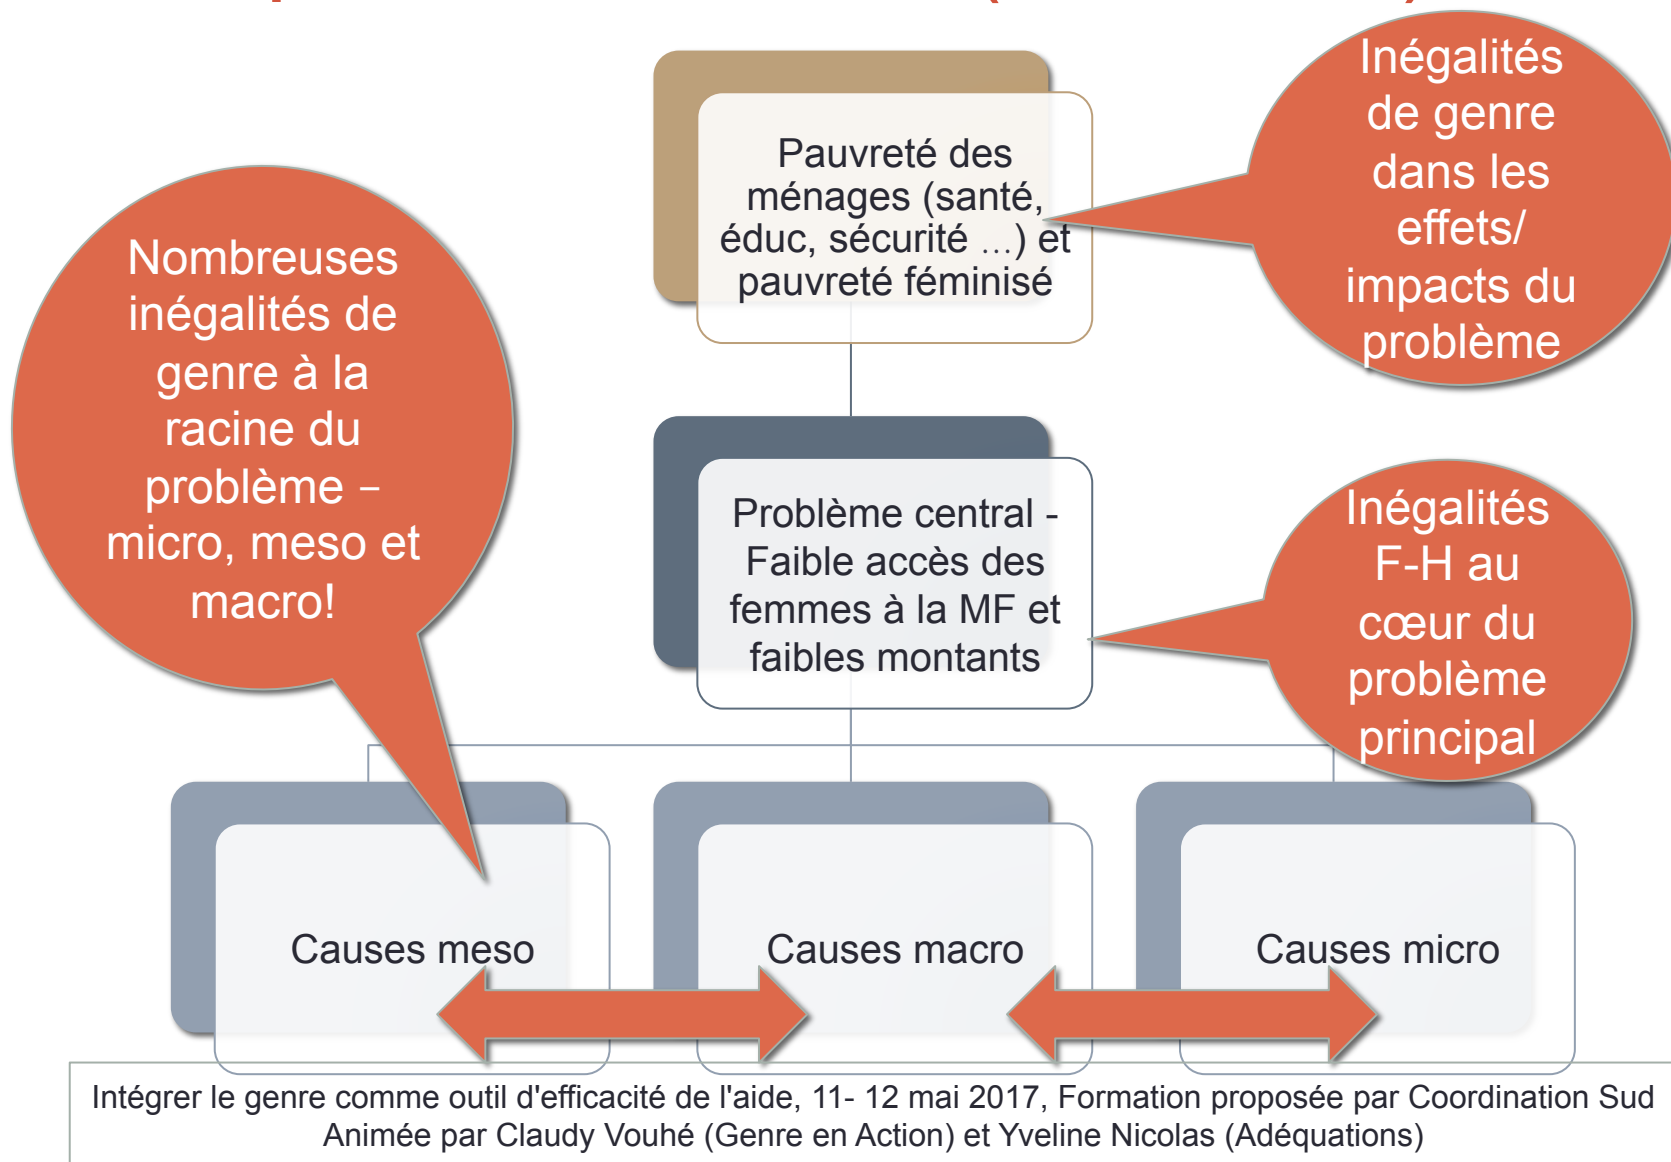 Inégalités
de genre
dans les
effets/
impacts du
problème
Pauvreté des
ménages (santé,
éduc, sécurité ...) et
pauvreté féminisé
Nombreuses
inégalités de
genre à la
racine du
problème –
micro, meso et
macro!
Problème central -
Faible accès des
femmes à la MF et
faibles montants
Inégalités
F-H au
cœur du
problème
principal
Causes meso
Causes macro
Causes micro
Intégrer le genre comme outil d'efficacité de l'aide, 11- 12 mai 2017, Formation proposée par Coordination Sud
Animée par Claudy Vouhé (Genre en Action) et Yveline Nicolas (Adéquations)